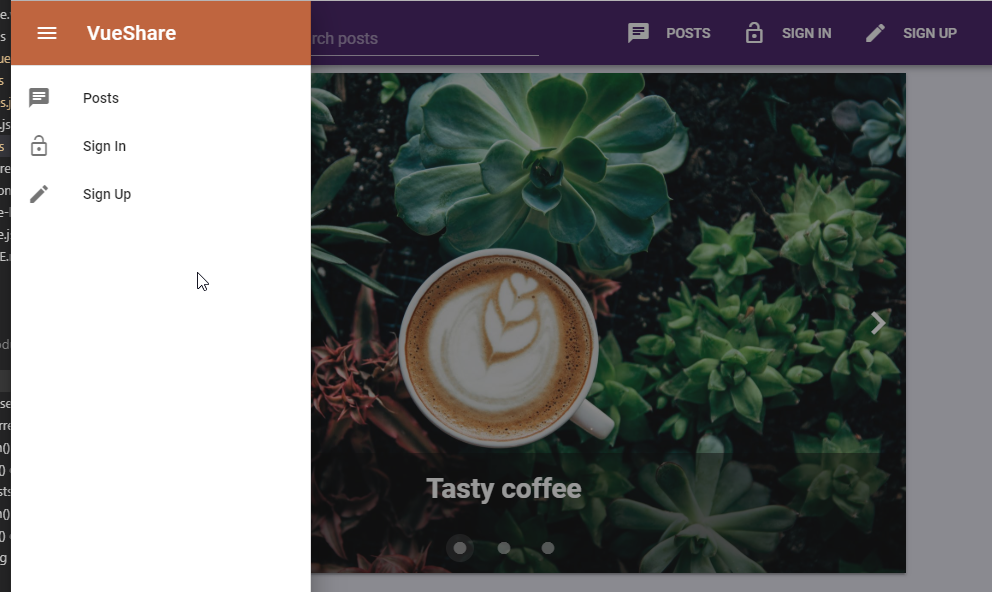 VueShare
rch posts
POSTS
SIGN IN
SIGN UP
Posts
Sign In
Sign Up
Tasty coffee